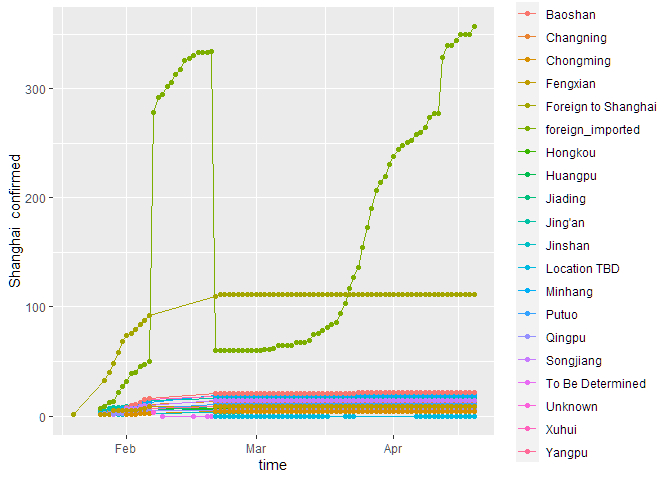 300
200
100
0
Shanghai confirmed
Feb
Mar
Apr
time
Baoshan
Changning
Chongming
Fengxian
Foreign to Shanghai
foreign_imported
Hongkou
Huangpu
Jiading
Jing'an
Jinshan
Location TBD
Minhang
Putuo
Qingpu
Songjiang
To Be Determined
Unknown
Xuhui
Yangpu